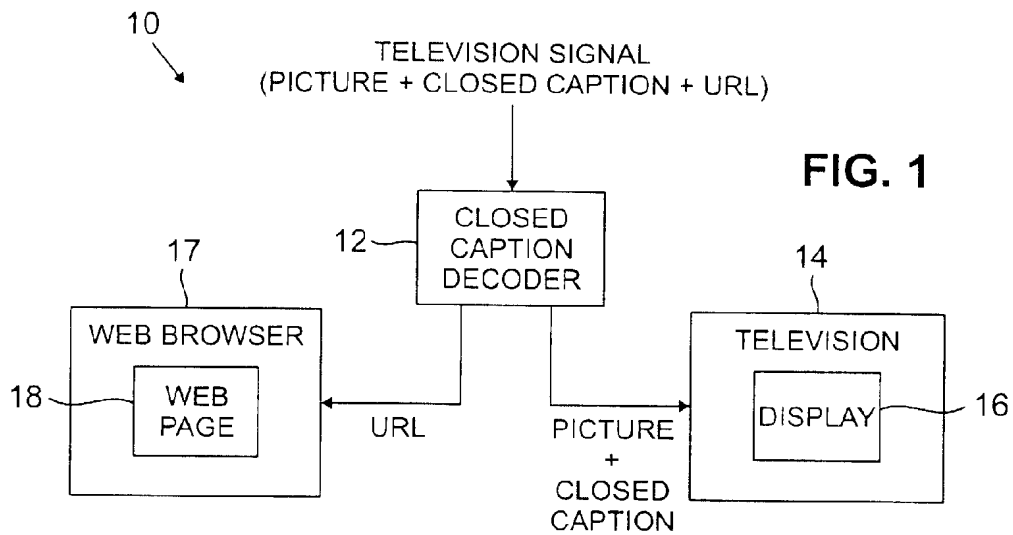 10
TELEVISION SIGNAL
(PICTURE + CLOSED CAPTION + URL)
FIG. 1
12
CLOSED
CAPTION
DECODER
17
14
WEB BROWSER
TELEVISION
18
WEB
PAGE
DISPLAY
16
URL
PICTURE
+
CLOSED
CAPTION